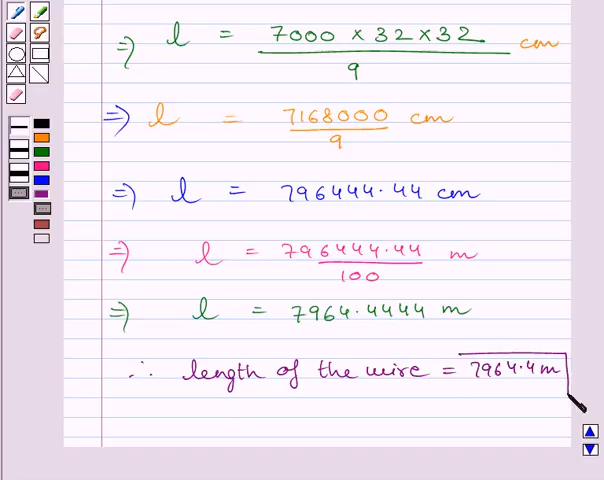 ⇒ l = 7000 × 32 × 32 / 9 cm
⇒ l = 7168000 / 9 cm
⇒ l = 796444.44 cm
⇒ l = 796444.44 / 100 m
⇒ l = 7964.4444 m
∴ length of the wire = 7964.4 m